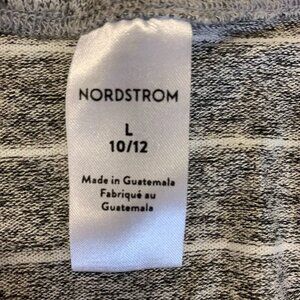 NORDSTROM
L
10/12
Made in Guatemala
Fabriqué au
Guatemala